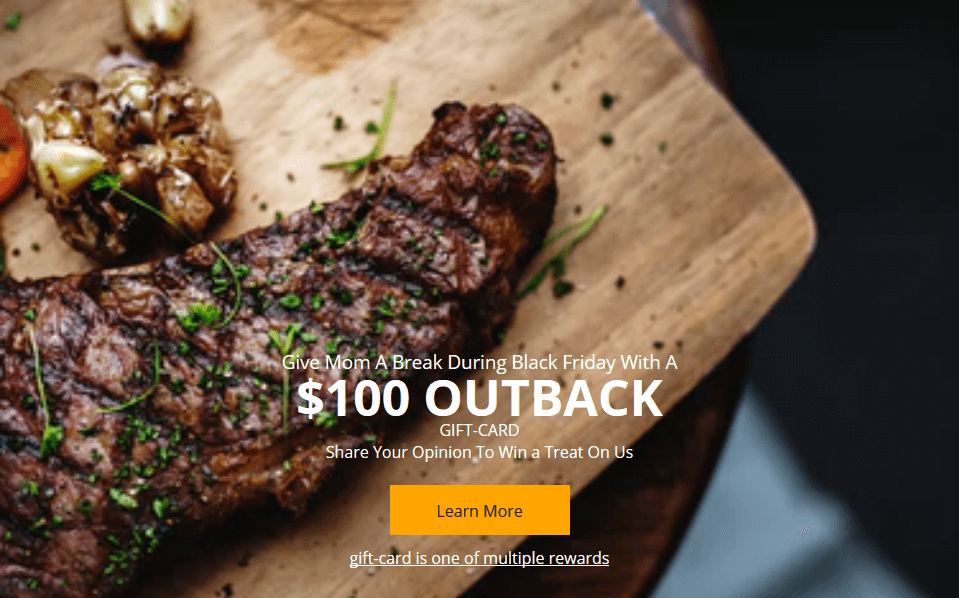 Give Mom A Break During Black Friday With A
$100 OUTBACK
GIFT-CARD
Share Your Opinion To Win a Treat On Us
Learn More
gift-card is one of multiple rewards